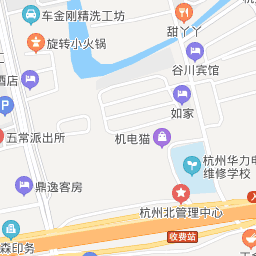 车金刚精洗工坊
甜丫丫
旋转小火锅
谷川宾馆
酒店
如家
五常派出所
机电猫
杭州华力电
维修学校
鼎逸客房
杭州北管理中心
收费站
森印务